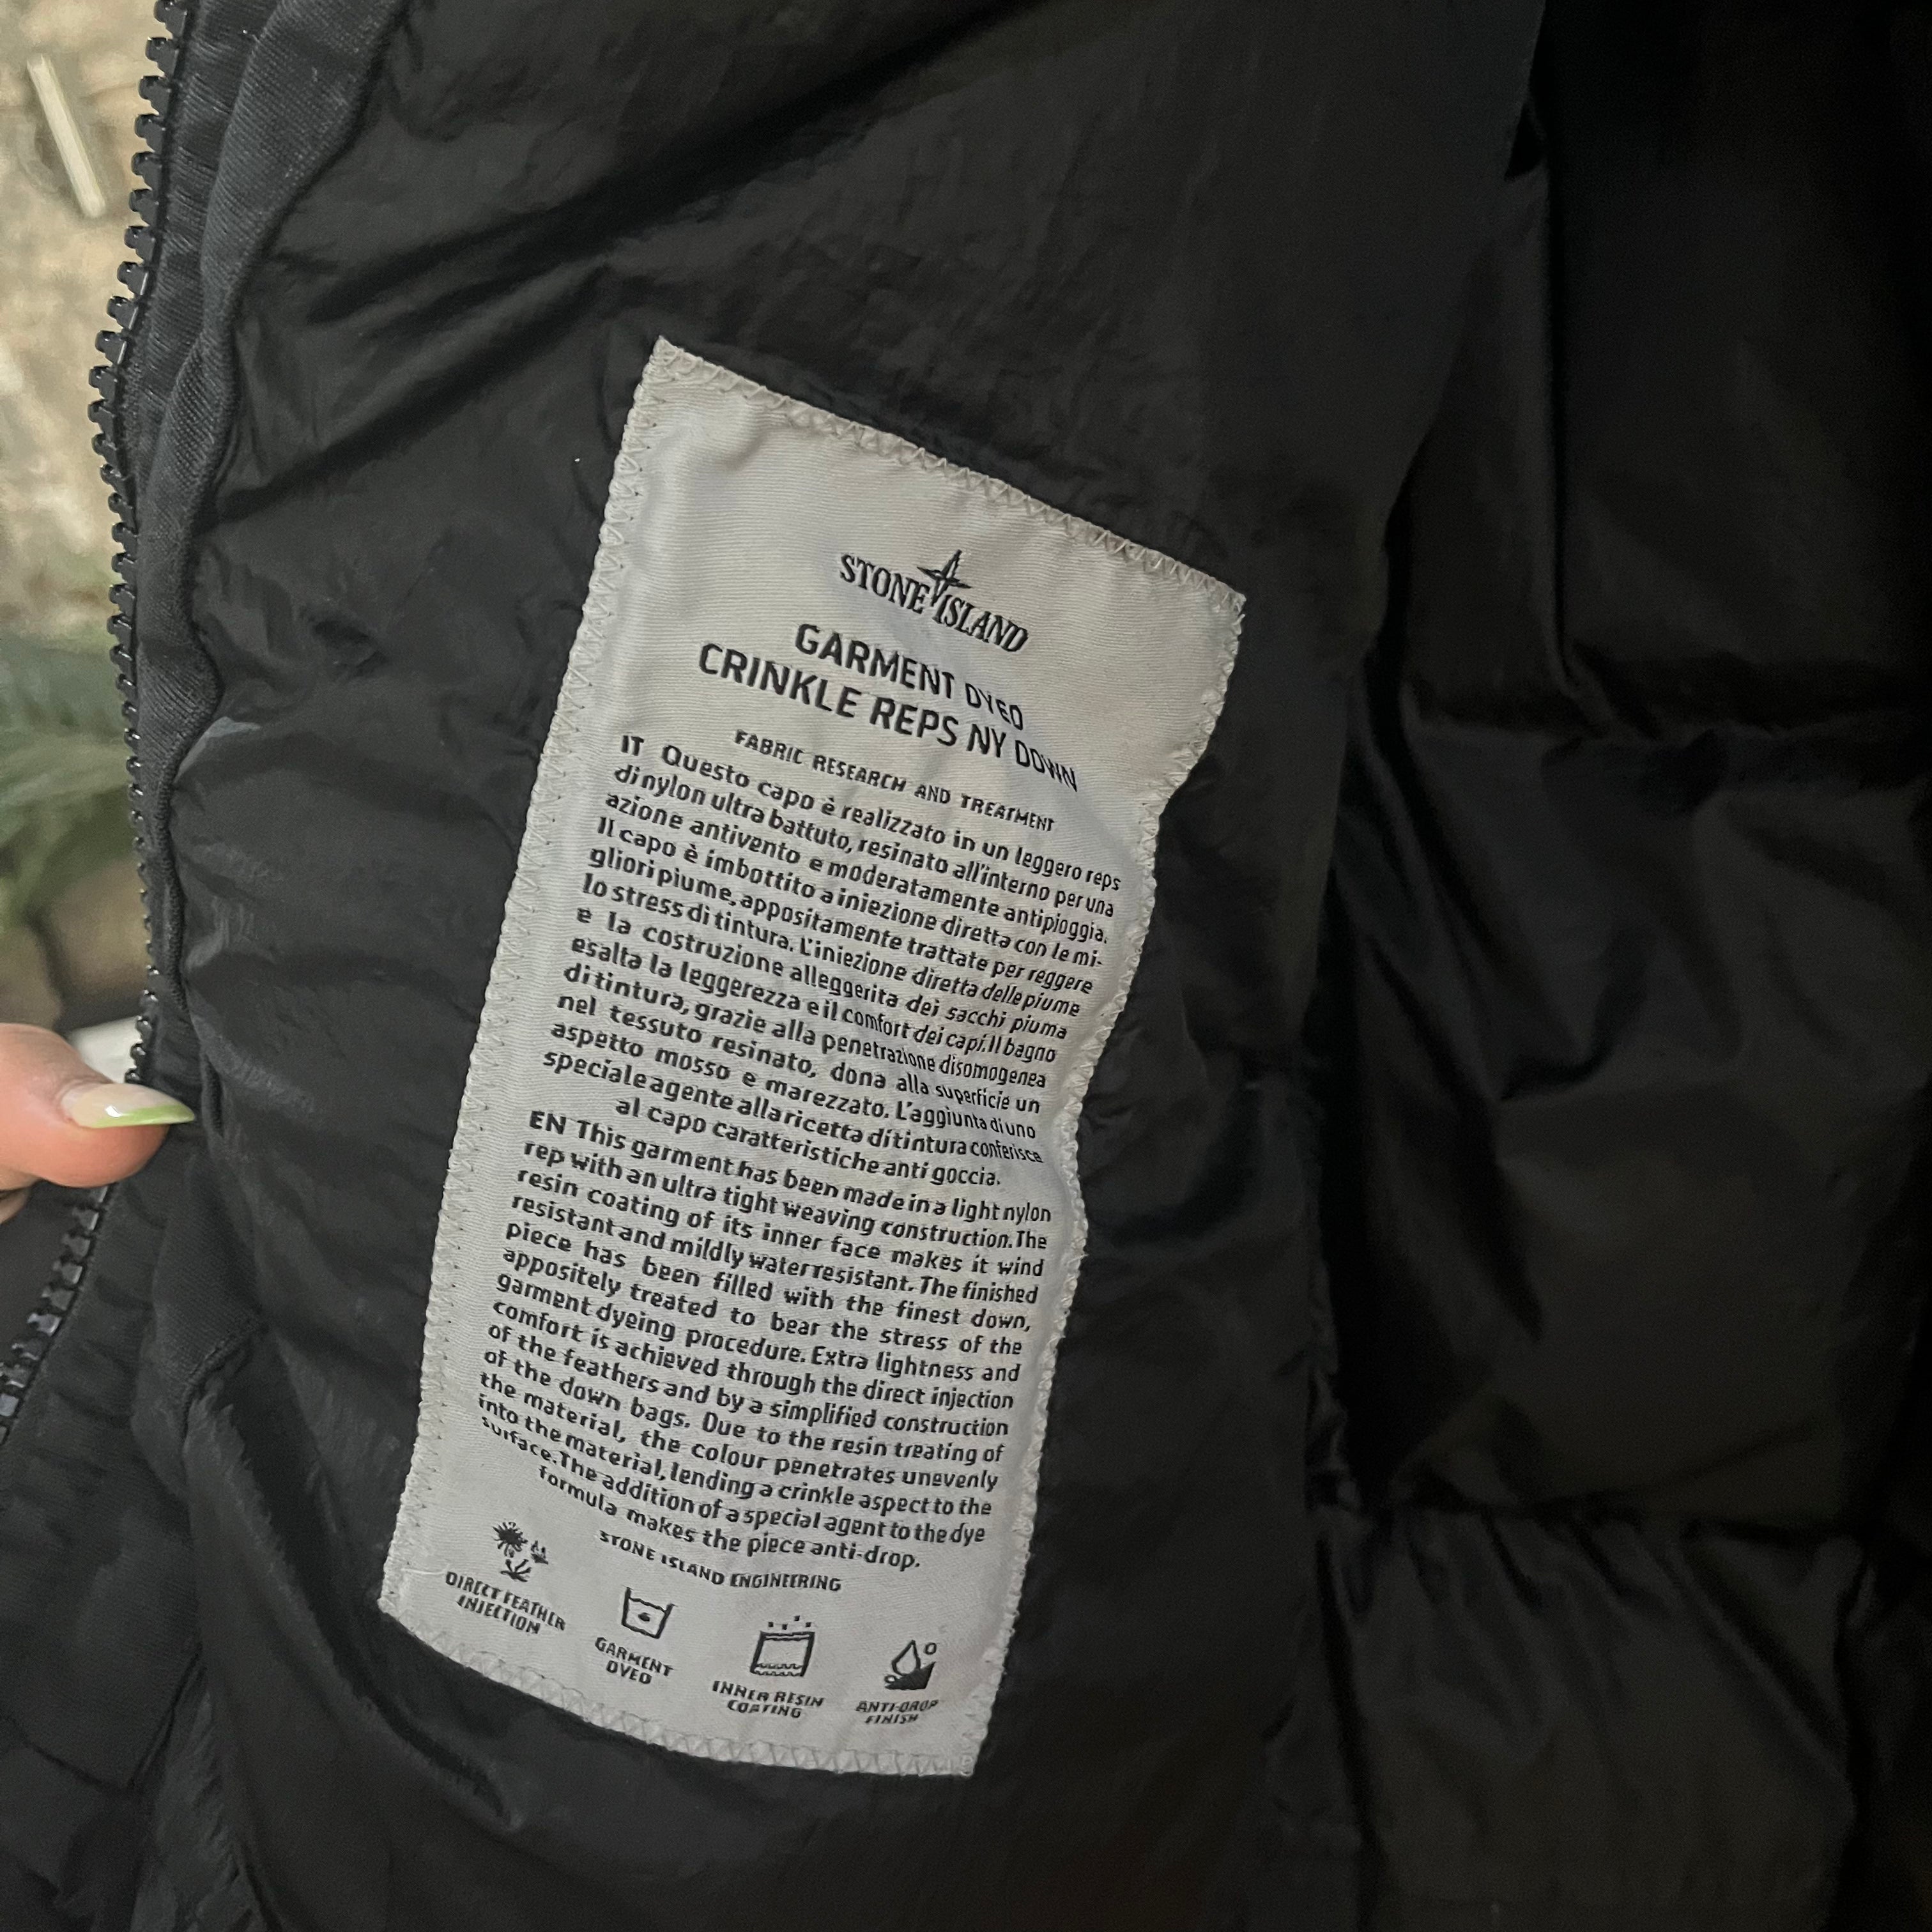 STONE ISLAND
GARMENT DYED
CRINKLE REPS NY DOWN
FABRIC RESEARCH AND TREATMENT
IT Questo capo è realizzato in un leggero reps
di nylon ultra battuto, resinato all'interno per una
azione antivento e moderatamente antipioggia.
Il capo è imbottito a iniezione diretta con le mi-
gliori piume, appositamente trattate per reggere
lo stress di tintura. L'iniezione diretta delle piume
e la costruzione alleggerita dei sacchi piuma
esalta la leggerezza e il comfort dei capi. Il bagno
di tintura, grazie alla penetrazione disomogenea
nel tessuto resinato, dona alla superficie un
aspetto mosso e marezzato. L'aggiunta di uno
speciale agente alla ricetta di tintura conferisce
al capo caratteristiche anti goccia.
EN This garment has been made in a light nylon
rep with an ultra tight weaving construction. The
resin coating of its inner face makes it wind
resistant and mildly water resistant. The finished
piece has been filled with the finest down,
appositely treated to bear the stress of the
garment dyeing procedure. Extra lightness and
comfort is achieved through the direct injection
of the feathers and by a simplified construction
of the down bags. Due to the resin treating of
the material, the colour penetrates unevenly
into the material, lending a crinkle aspect to the
surface. The addition of a special agent to the dye
formula makes the piece anti-drop.
STONE ISLAND ENGINEERING
DIRECT FEATHER
INJECTION
GARMENT
DYED
INNER RESIN
COATING
ANTI-DROP
FINISH